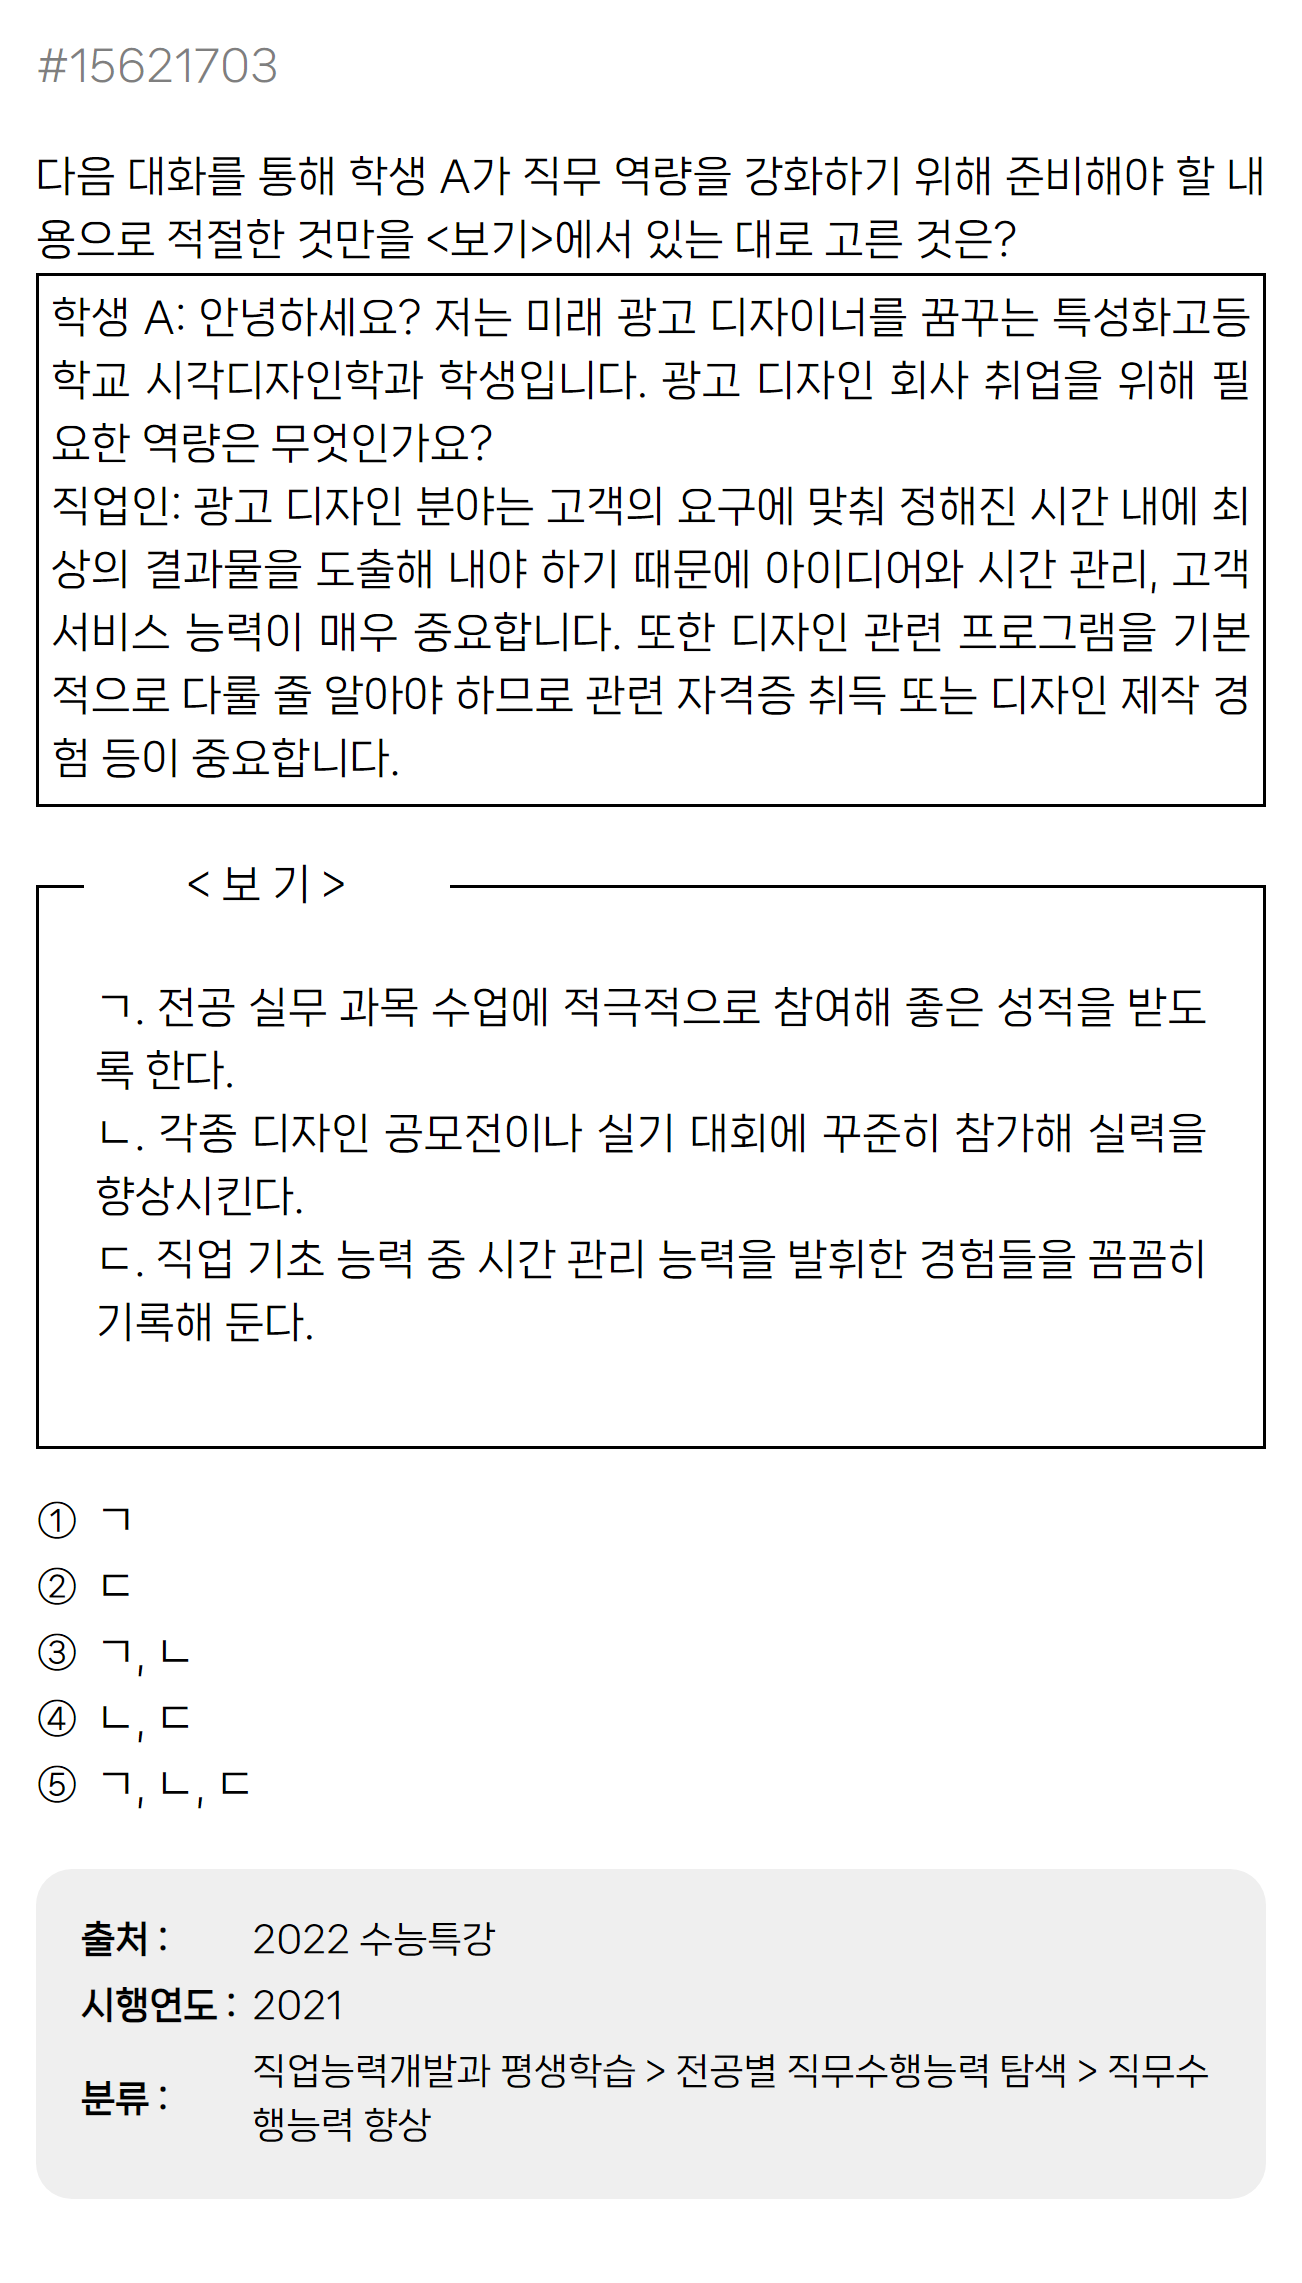 #15621703
다음 대화를 통해 학생 A가 직무 역량을 강화하기 위해 준비해야 할 내
용으로 적절한 것만을 <보기>에서 있는 대로 고른 것은?
학생 A: 안녕하세요? 저는 미래 광고 디자이너를 꿈꾸는 특성화고등
학교 시각디자인학과 학생입니다. 광고 디자인 회사 취업을 위해 필
요한 역량은 무엇인가요?
직업인: 광고 디자인 분야는 고객의 요구에 맞춰 정해진 시간 내에 최
상의 결과물을 도출해 내야 하기 때문에 아이디어와 시간 관리, 고객
서비스 능력이 매우 중요합니다. 또한 디자인 관련 프로그램을 기본
적으로 다룰 줄 알아야 하므로 관련 자격증 취득 또는 디자인 제작 경
험 등이 중요합니다.
< 보 기 >
ㄱ. 전공 실무 과목 수업에 적극적으로 참여해 좋은 성적을 받도
록 한다.
ㄴ. 각종 디자인 공모전이나 실기 대회에 꾸준히 참가해 실력을
향상시킨다.
ㄷ. 직업 기초 능력 중 시간 관리 능력을 발휘한 경험들을 꼼꼼히
기록해 둔다.
① ㄱ
② ㄷ
③ ㄱ, ㄴ
④ ㄴ, ㄷ
⑤ ㄱ, ㄴ, ㄷ
출처 : 2022 수능특강
시행연도 : 2021
분류 : 직업능력개발과 평생학습 > 전공별 직무수행능력 탐색 > 직무수
행능력 향상